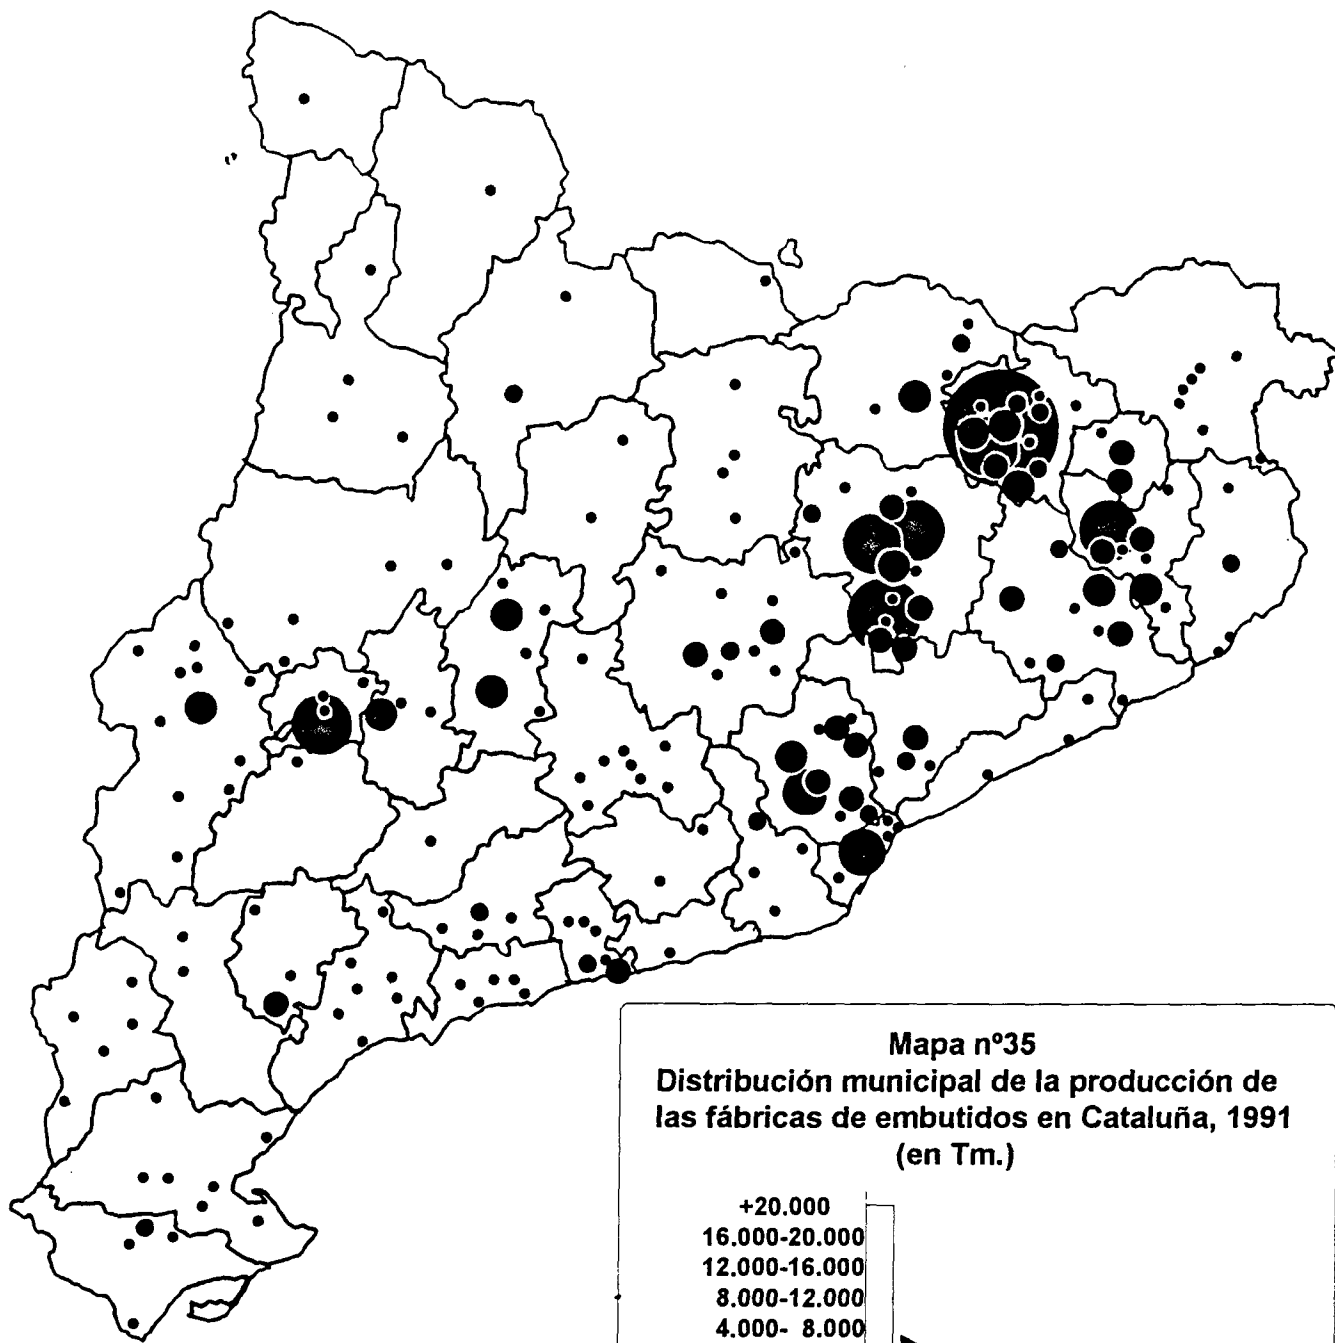 Mapa nº35
Distribución municipal de la producción de
las fábricas de embutidos en Cataluña, 1991
(en Tm.)
+20.000
16.000-20.000
12.000-16.000
8.000-12.000
4.000- 8.000